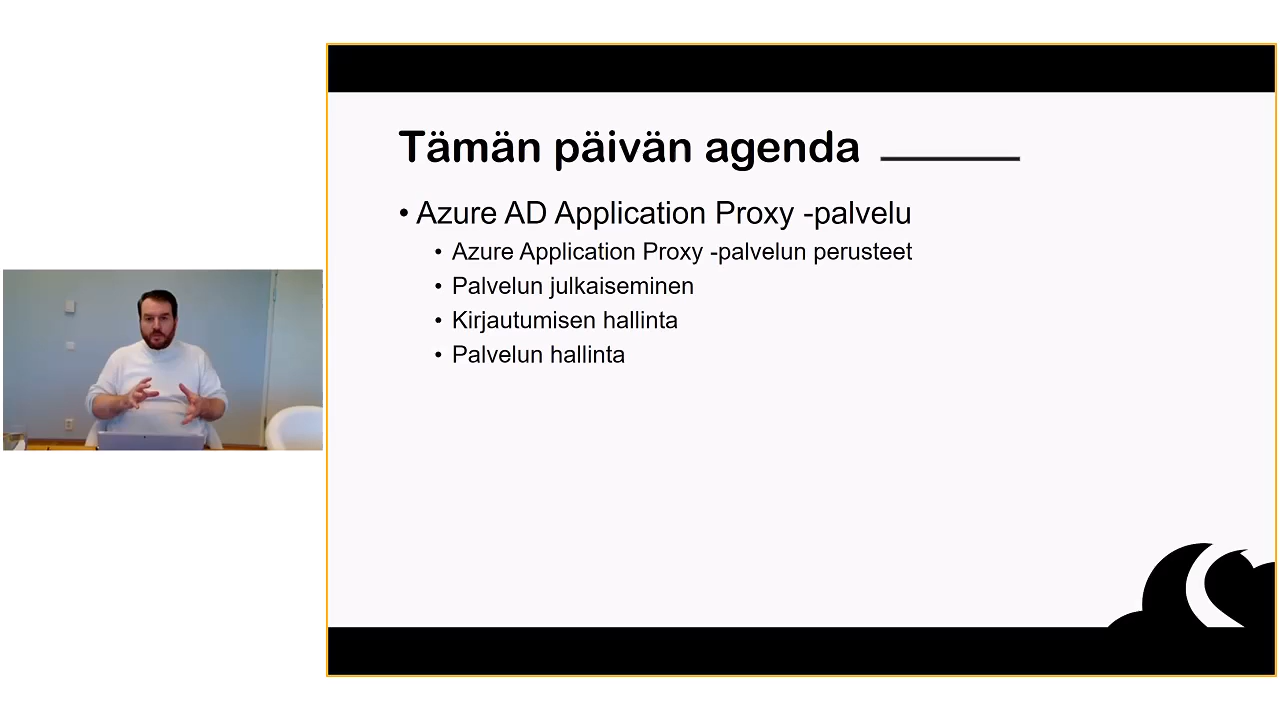 Tämän päivän agenda
• Azure AD Application Proxy -palvelu
• Azure Application Proxy -palvelun perusteet
• Palvelun julkaiseminen
• Kirjautumisen hallinta
• Palvelun hallinta